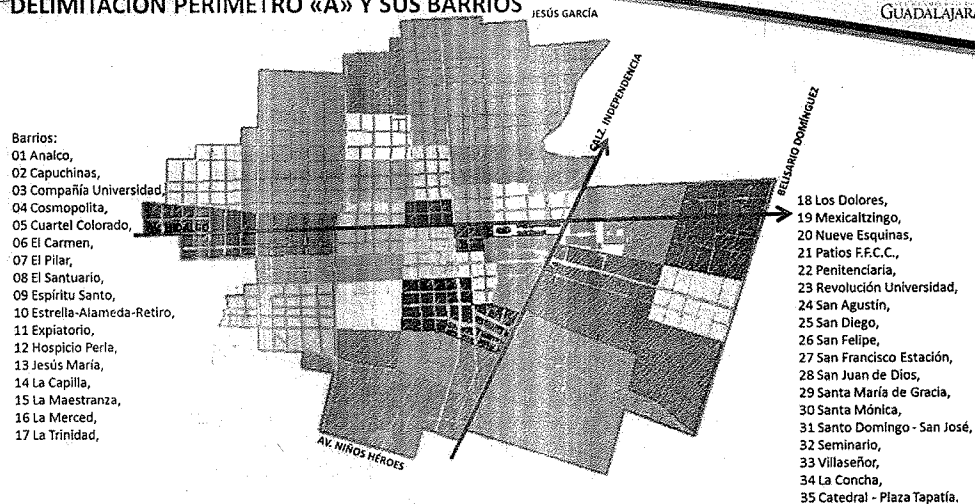 DELIMITACIÓN PERÍMETRO «A» Y SUS BARRIOS
JESÚS GARCÍA
GUADALAJARA
CALZ. INDEPENDENCIA
BELISARIO DOMÍNGUEZ
Barrios:
01 Analco,
02 Capuchinas,
03 Compañía Universidad,
04 Cosmopolita,
05 Cuartel Colorado,
06 El Carmen,
07 El Pilar,
08 El Santuario,
09 Espíritu Santo,
10 Estrella-Alameda-Retiro,
11 Expiatorio,
12 Hospicio Perla,
13 Jesús María,
14 La Capilla,
15 La Maestranza,
16 La Merced,
17 La Trinidad,
HIDALGO
AV. NIÑOS HÉROES
18 Los Dolores,
19 Mexicaltzingo,
20 Nueve Esquinas,
21 Patios F.F.C.C.,
22 Penitenciaria,
23 Revolución Universidad,
24 San Agustín,
25 San Diego,
26 San Felipe,
27 San Francisco Estación,
28 San Juan de Dios,
29 Santa María de Gracia,
30 Santa Mónica,
31 Santo Domingo - San José,
32 Seminario,
33 Villaseñor,
34 La Concha,
35 Catedral - Plaza Tapatía.